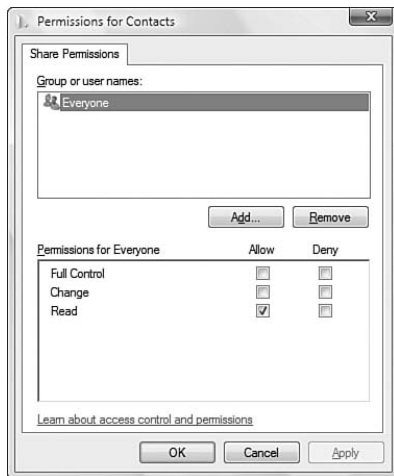 Permissions for Contacts
Share Permissions
Group or user names:
Everyone
Add...
Remove
Permissions for Everyone Allow Deny
Full Control
Change
Read
Learn about access control and permissions
OK Cancel Apply